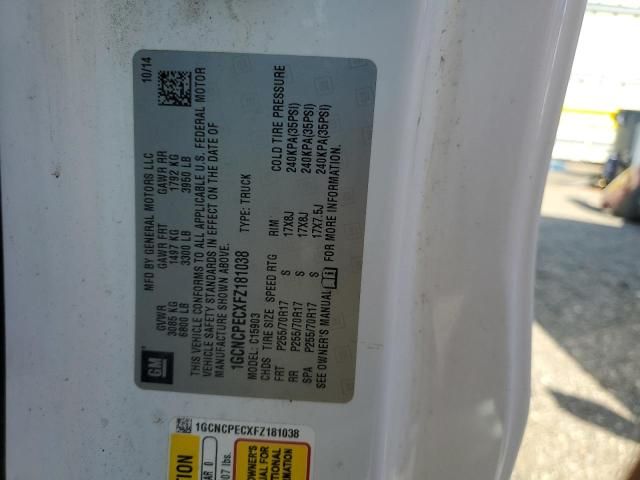 GM
MFD BY GENERAL MOTORS LLC 10/14
GVWR GAWR FRT GAWR RR
3085 KG 1497 KG 1792 KG
6800 LB 3300 LB 3950 LB
THIS VEHICLE CONFORMS TO ALL APPLICABLE U.S. FEDERAL MOTOR
VEHICLE SAFETY STANDARDS IN EFFECT ON THE DATE OF
MANUFACTURE SHOWN ABOVE.
1GCNCPECXFZ181038 TYPE: TRUCK
MODEL: C15903
CHDS TIRE SIZE SPEED RTG RIM COLD TIRE PRESSURE
FRT P255/70R17 S 17X8J 240KPA(35PSI)
RR P255/70R17 S 17X8J 240KPA(35PSI)
SPA P255/70R17 S 17X7.5J 240KPA(35PSI)
SEE OWNER'S MANUAL FOR MORE INFORMATION.
1GCNCPECXFZ181038